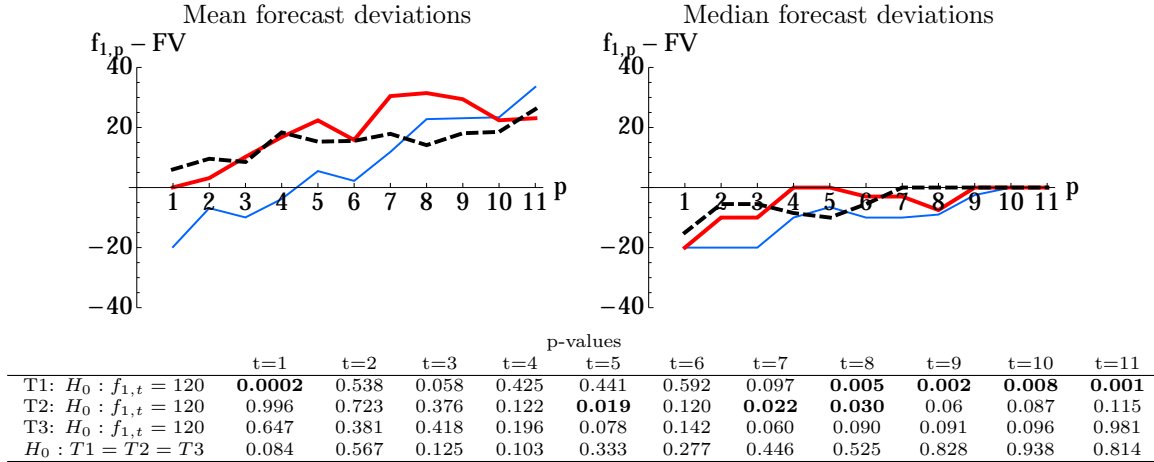 Mean forecast deviations
f1,p − FV
40
20
−20
−40
1 2 3 4 5 6 7 8 9 10 11 p
Median forecast deviations
f1,p − FV
40
20
−20
−40
1 2 3 4 5 6 7 8 9 10 11 p
p-values
t=1 t=2 t=3 t=4 t=5 t=6 t=7 t=8 t=9 t=10 t=11
T1: H0 : f1,t = 120 0.0002 0.538 0.058 0.425 0.441 0.592 0.097 0.005 0.002 0.008 0.001
T2: H0 : f1,t = 120 0.996 0.723 0.376 0.122 0.019 0.120 0.022 0.030 0.06 0.087 0.115
T3: H0 : f1,t = 120 0.647 0.381 0.418 0.196 0.078 0.142 0.060 0.090 0.091 0.096 0.981
H0 : T1 = T2 = T3 0.084 0.567 0.125 0.103 0.333 0.277 0.446 0.525 0.828 0.938 0.814